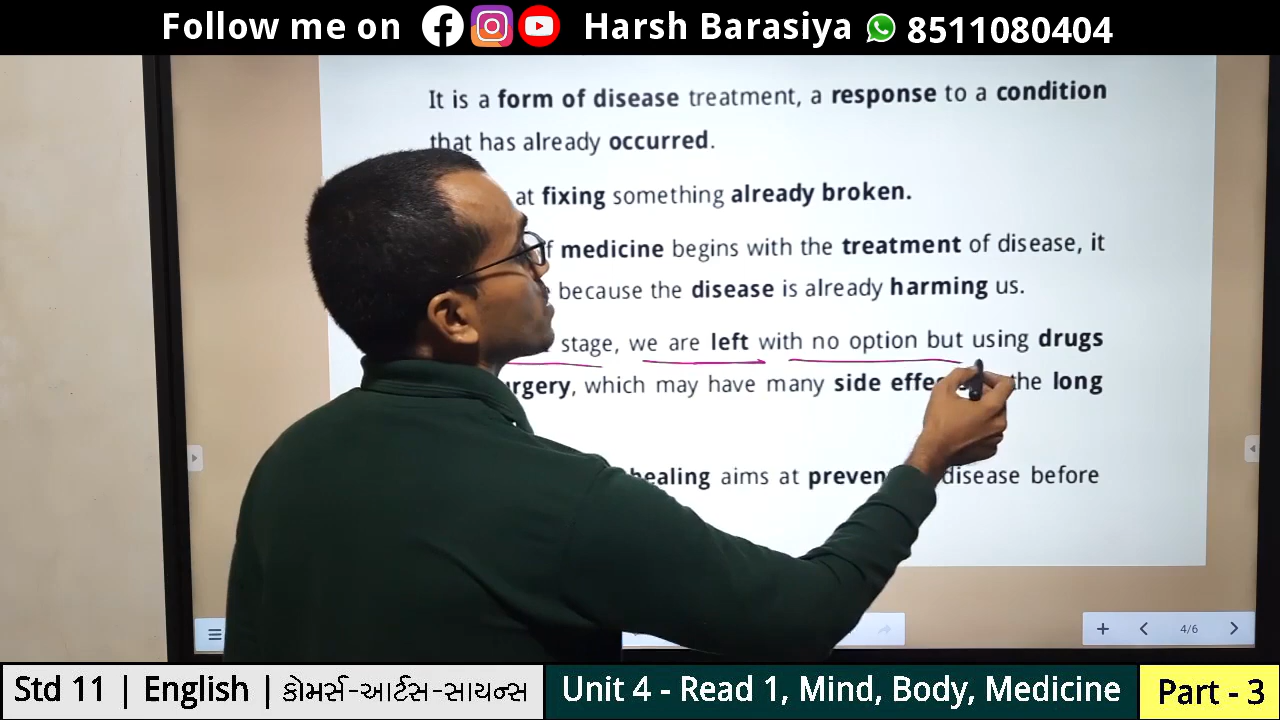 Follow me on Harsh Barasiya 8511080404
It is a form of disease treatment, a response to a condition
that has already occurred.
at fixing something already broken.
medicine begins with the treatment of disease, it
because the disease is already harming us.
stage, we are left with no option but using drugs
which may have many side the long
healing aims at disease before
4/6
Std 11 | English | કોમર્સ-આર્ટસ-સાયન્સ
Unit 4 - Read 1, Mind, Body, Medicine
Part - 3